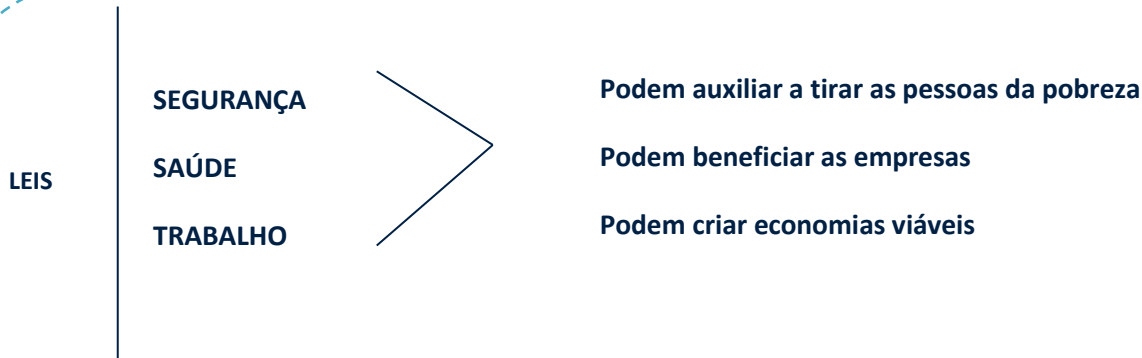 LEIS
SEGURANÇA
SAÚDE
TRABALHO
Podem auxiliar a tirar as pessoas da pobreza
Podem beneficiar as empresas
Podem criar economias viáveis